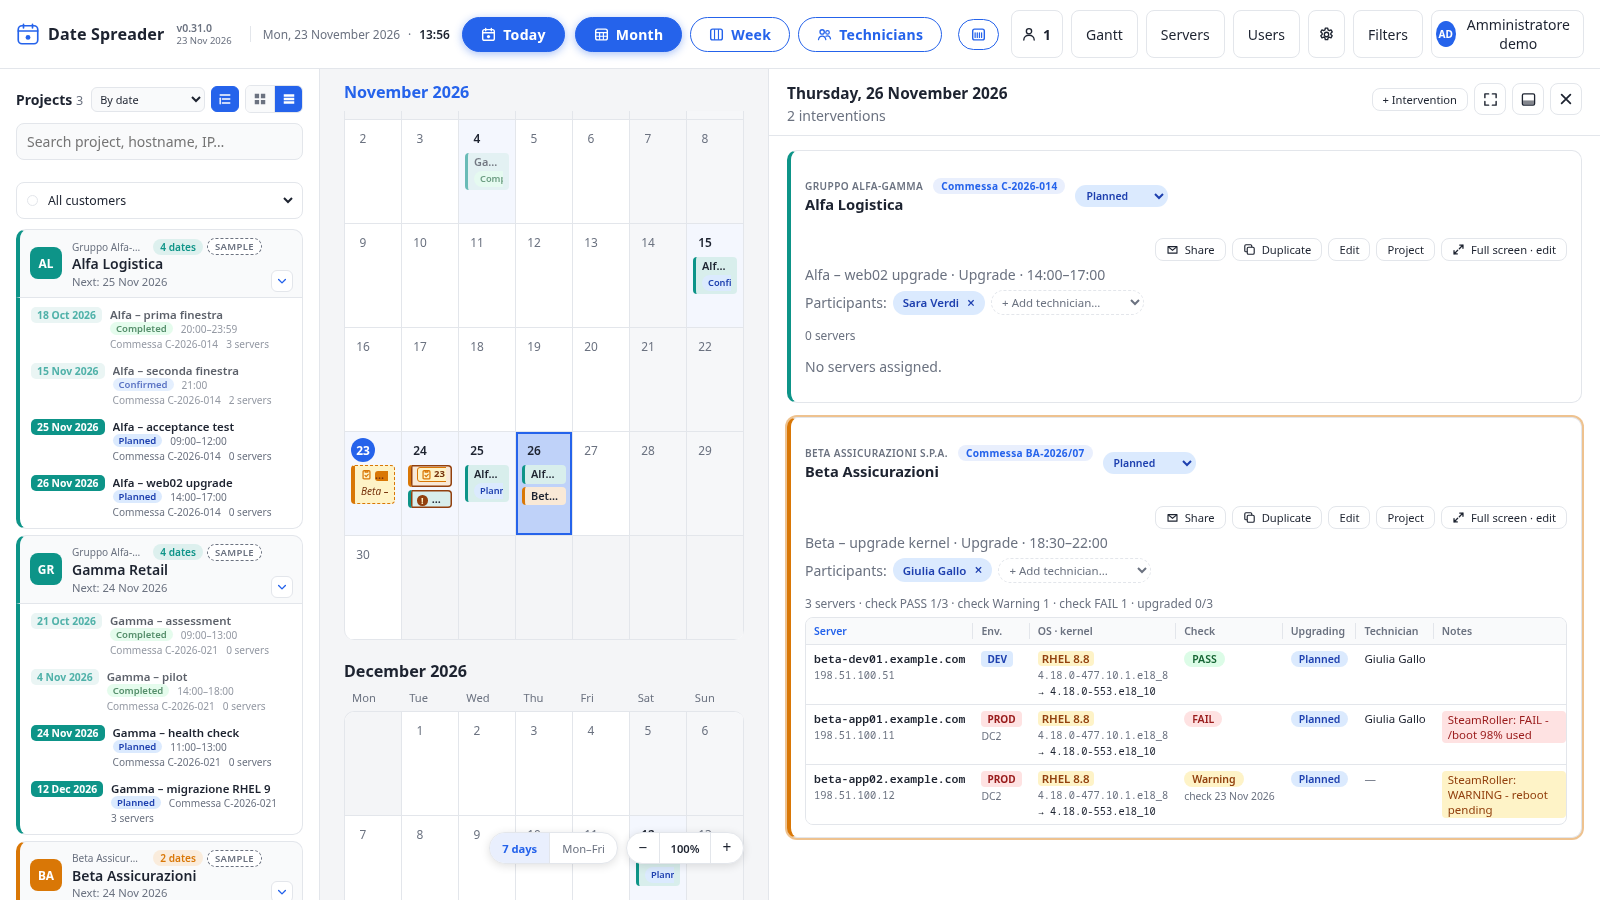 Date Spreader
v0.31.0
23 Nov 2026
Mon, 23 November 2026 · 13:56
Today
Month
Week
Technicians
1
Gantt
Servers
Users
Filters
AD
Amministratore demo
Projects 3
By date
Search project, hostname, IP...
All customers
AL
Gruppo Alfa-...
4 dates
SAMPLE
Alfa Logistica
Next: 25 Nov 2026
18 Oct 2026
Alfa – prima finestra
Completed
20:00–23:59
Commessa C-2026-014 3 servers
15 Nov 2026
Alfa – seconda finestra
Confirmed
21:00
Commessa C-2026-014 2 servers
25 Nov 2026
Alfa – acceptance test
Planned
09:00–12:00
Commessa C-2026-014 0 servers
26 Nov 2026
Alfa – web02 upgrade
Planned
14:00–17:00
Commessa C-2026-014 0 servers
GR
Gruppo Alfa-...
4 dates
SAMPLE
Gamma Retail
Next: 24 Nov 2026
21 Oct 2026
Gamma – assessment
Completed
09:00–13:00
Commessa C-2026-021 0 servers
4 Nov 2026
Gamma – pilot
Completed
14:00–18:00
Commessa C-2026-021 0 servers
24 Nov 2026
Gamma – health check
Planned
11:00–13:00
Commessa C-2026-021 0 servers
12 Dec 2026
Gamma – migrazione RHEL 9
Planned
Commessa C-2026-021
3 servers
BA
Beta Assicur...
2 dates
SAMPLE
Beta Assicurazioni
Next: 24 Nov 2026
November 2026
2 3 4 5 6 7 8
Ga...
Comp
9 10 11 12 13 14 15
Alf...
Confi
16 17 18 19 20 21 22
23 24 25 26 27 28 29
...
Beta –
23
...
Alf...
Planr
Alf...
Bet...
30
December 2026
Mon Tue Wed Thu Fri Sat Sun
1 2 3 4 5 6
7 8 9
Planr
7 days
Mon–Fri
− 100% +
Thursday, 26 November 2026
2 interventions
+ Intervention
GRUPPO ALFA-GAMMA
Commessa C-2026-014
Alfa Logistica
Planned
Share
Duplicate
Edit
Project
Full screen · edit
Alfa – web02 upgrade · Upgrade · 14:00–17:00
Participants:
Sara Verdi ×
+ Add technician...
0 servers
No servers assigned.
BETA ASSICURAZIONI S.P.A.
Commessa BA-2026/07
Beta Assicurazioni
Planned
Share
Duplicate
Edit
Project
Full screen · edit
Beta – upgrade kernel · Upgrade · 18:30–22:00
Participants:
Giulia Gallo ×
+ Add technician...
3 servers · check PASS 1/3 · check Warning 1 · check FAIL 1 · upgraded 0/3
Server Env. OS · kernel Check Upgrading Technician Notes
beta-dev01.example.com DEV RHEL 8.8 PASS Planned Giulia Gallo
198.51.100.51 4.18.0-477.10.1.el8_8
→ 4.18.0-553.el8_10
beta-app01.example.com PROD RHEL 8.8 FAIL Planned Giulia Gallo SteamRoller: FAIL -
198.51.100.11 DC2 4.18.0-477.10.1.el8_8 /boot 98% used
→ 4.18.0-553.el8_10
beta-app02.example.com PROD RHEL 8.8 Warning Planned — SteamRoller:
198.51.100.12 DC2 4.18.0-477.10.1.el8_8 check 23 Nov 2026 WARNING - reboot
→ 4.18.0-553.el8_10 pending